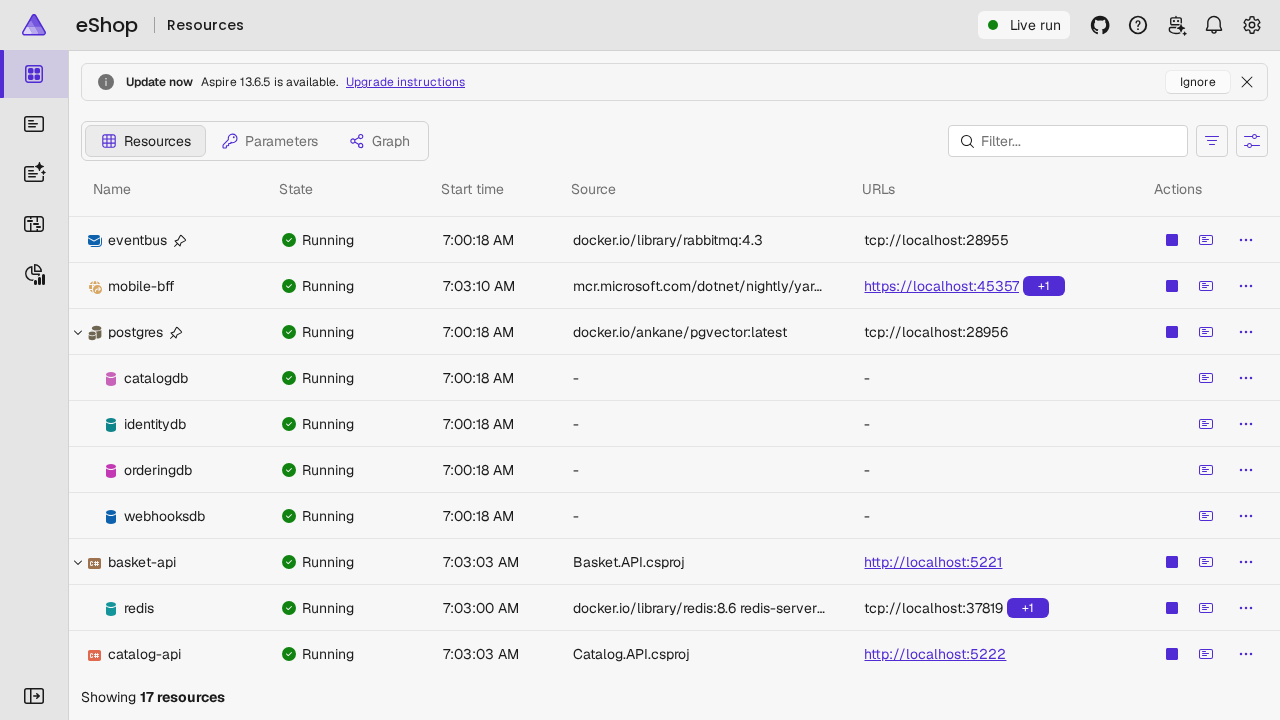 eShop Resources Live run
Update now Aspire 13.6.5 is available. Upgrade instructions Ignore
Resources Parameters Graph Filter...
Name State Start time Source URLs Actions
eventbus Running 7:00:18 AM docker.io/library/rabbitmq:4.3 tcp://localhost:28955
mobile-bff Running 7:03:10 AM mcr.microsoft.com/dotnet/nightly/yar... https://localhost:45357 +1
postgres Running 7:00:18 AM docker.io/ankane/pgvector:latest tcp://localhost:28956
catalogdb Running 7:00:18 AM - -
identitydb Running 7:00:18 AM - -
orderingdb Running 7:00:18 AM - -
webhooksdb Running 7:00:18 AM - -
C# basket-api Running 7:03:03 AM Basket.API.csproj http://localhost:5221
redis Running 7:03:00 AM docker.io/library/redis:8.6 redis-server... tcp://localhost:37819 +1
C# catalog-api Running 7:03:03 AM Catalog.API.csproj http://localhost:5222
Showing 17 resources